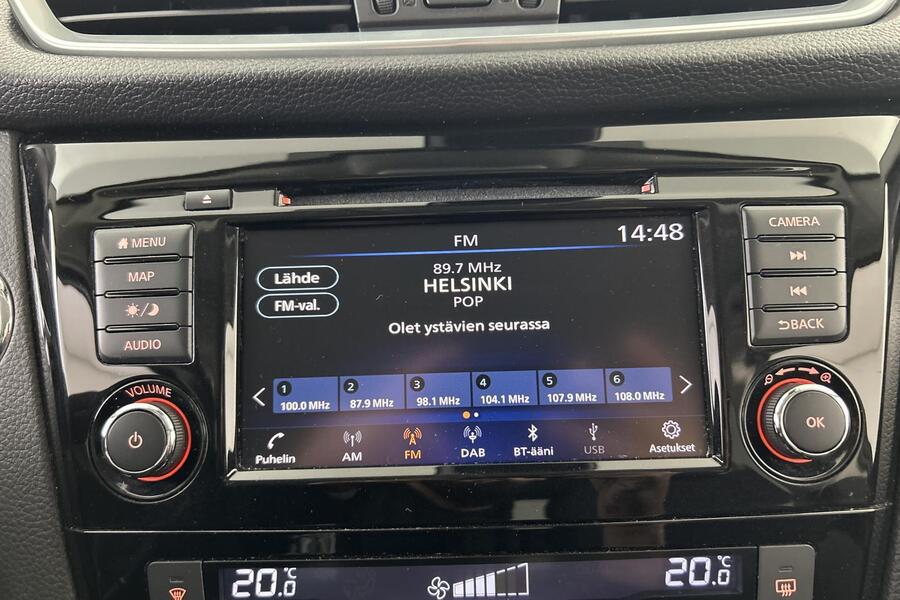 FM
14:48
CAMERA
MENU
Lähde
89.7 MHz
HELSINKI
MAP
FM-val.
POP
Olet ystävien seurassa
BACK
AUDIO
1 100.0 MHz
2 87.9 MHz
3 98.1 MHz
4 104.1 MHz
5 107.9 MHz
6 108.0 MHz
VOLUME
OK
Puhelin
AM
FM
DAB
BT-ääni
USB
Asetukset
20.0°C
20.0°C